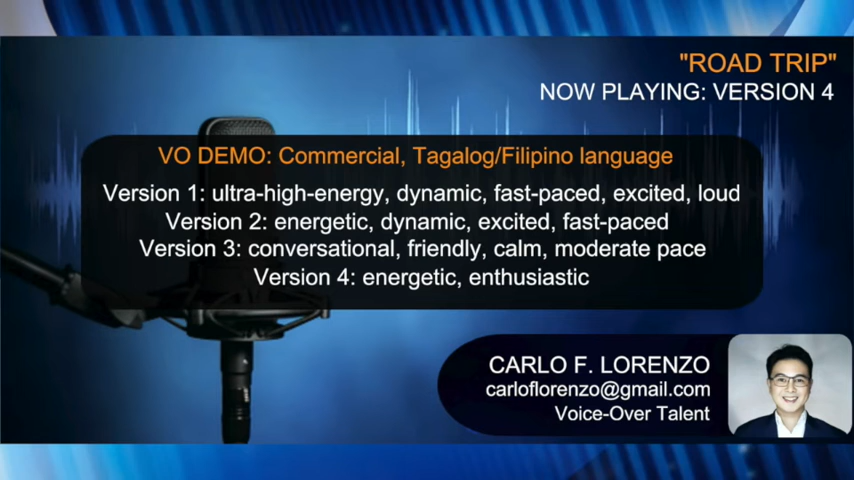 "ROAD TRIP"
NOW PLAYING: VERSION 4
VO DEMO: Commercial, Tagalog/Filipino language
Version 1: ultra-high-energy, dynamic, fast-paced, excited, loud
Version 2: energetic, dynamic, excited, fast-paced
Version 3: conversational, friendly, calm, moderate pace
Version 4: energetic, enthusiastic
CARLO F. LORENZO
carloflorenzo@gmail.com
Voice-Over Talent